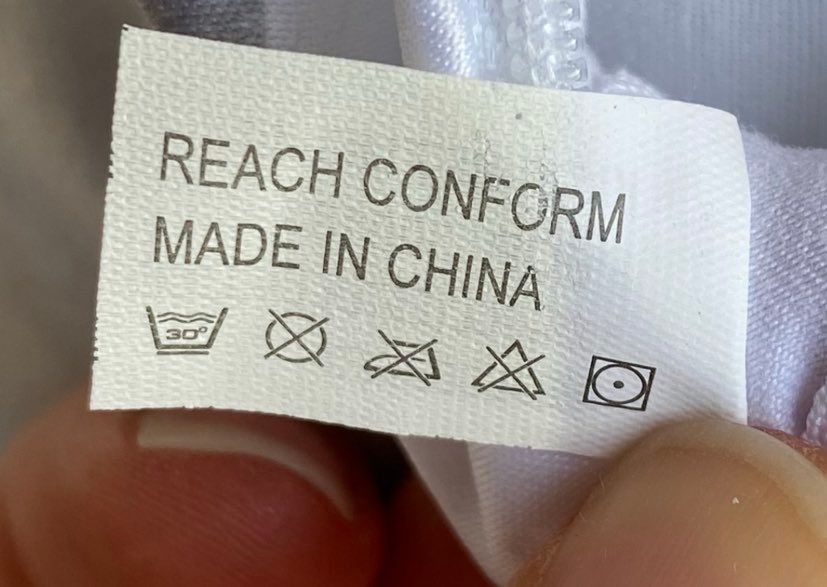 REACH CONFORM
MADE IN CHINA
30°